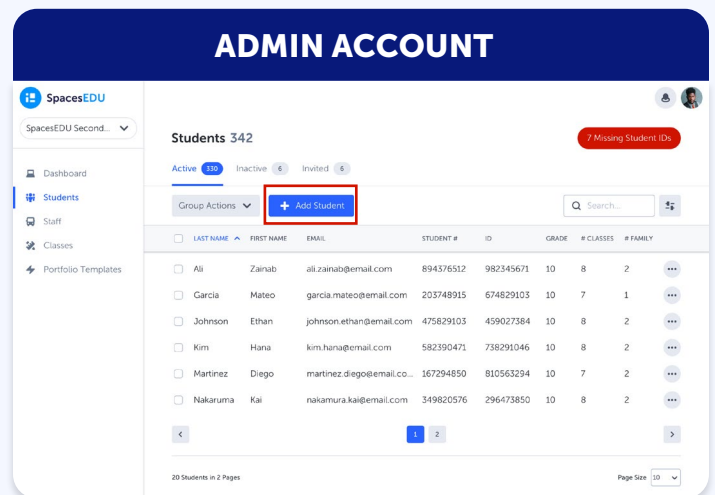 ADMIN ACCOUNT
SpacesEDU
SpacesEDU Second...
Students 342
7 Missing Student IDs
Dashboard
Active 330 Inactive 6 Invited 6
Students
Group Actions + Add Student Search...
Staff
LAST NAME FIRST NAME EMAIL STUDENT # ID GRADE # CLASSES # FAMILY
Classes
Portfolio Templates
Ali Zainab ali.zainab@email.com 894376512 982345671 10 8 2
Garcia Mateo garcia.mateo@email.com 203748915 674829103 10 7 1
Johnson Ethan johnson.ethan@email.com 475829103 459027384 10 8 2
Kim Hana kim.hana@email.com 582390471 738291046 10 8 2
Martinez Diego martinez.diego@email.co... 167294850 810563294 10 7 2
Nakaruma Kai nakamura.kai@email.com 349820576 296473850 10 8 2
1 2
20 Students in 2 Pages Page Size 10